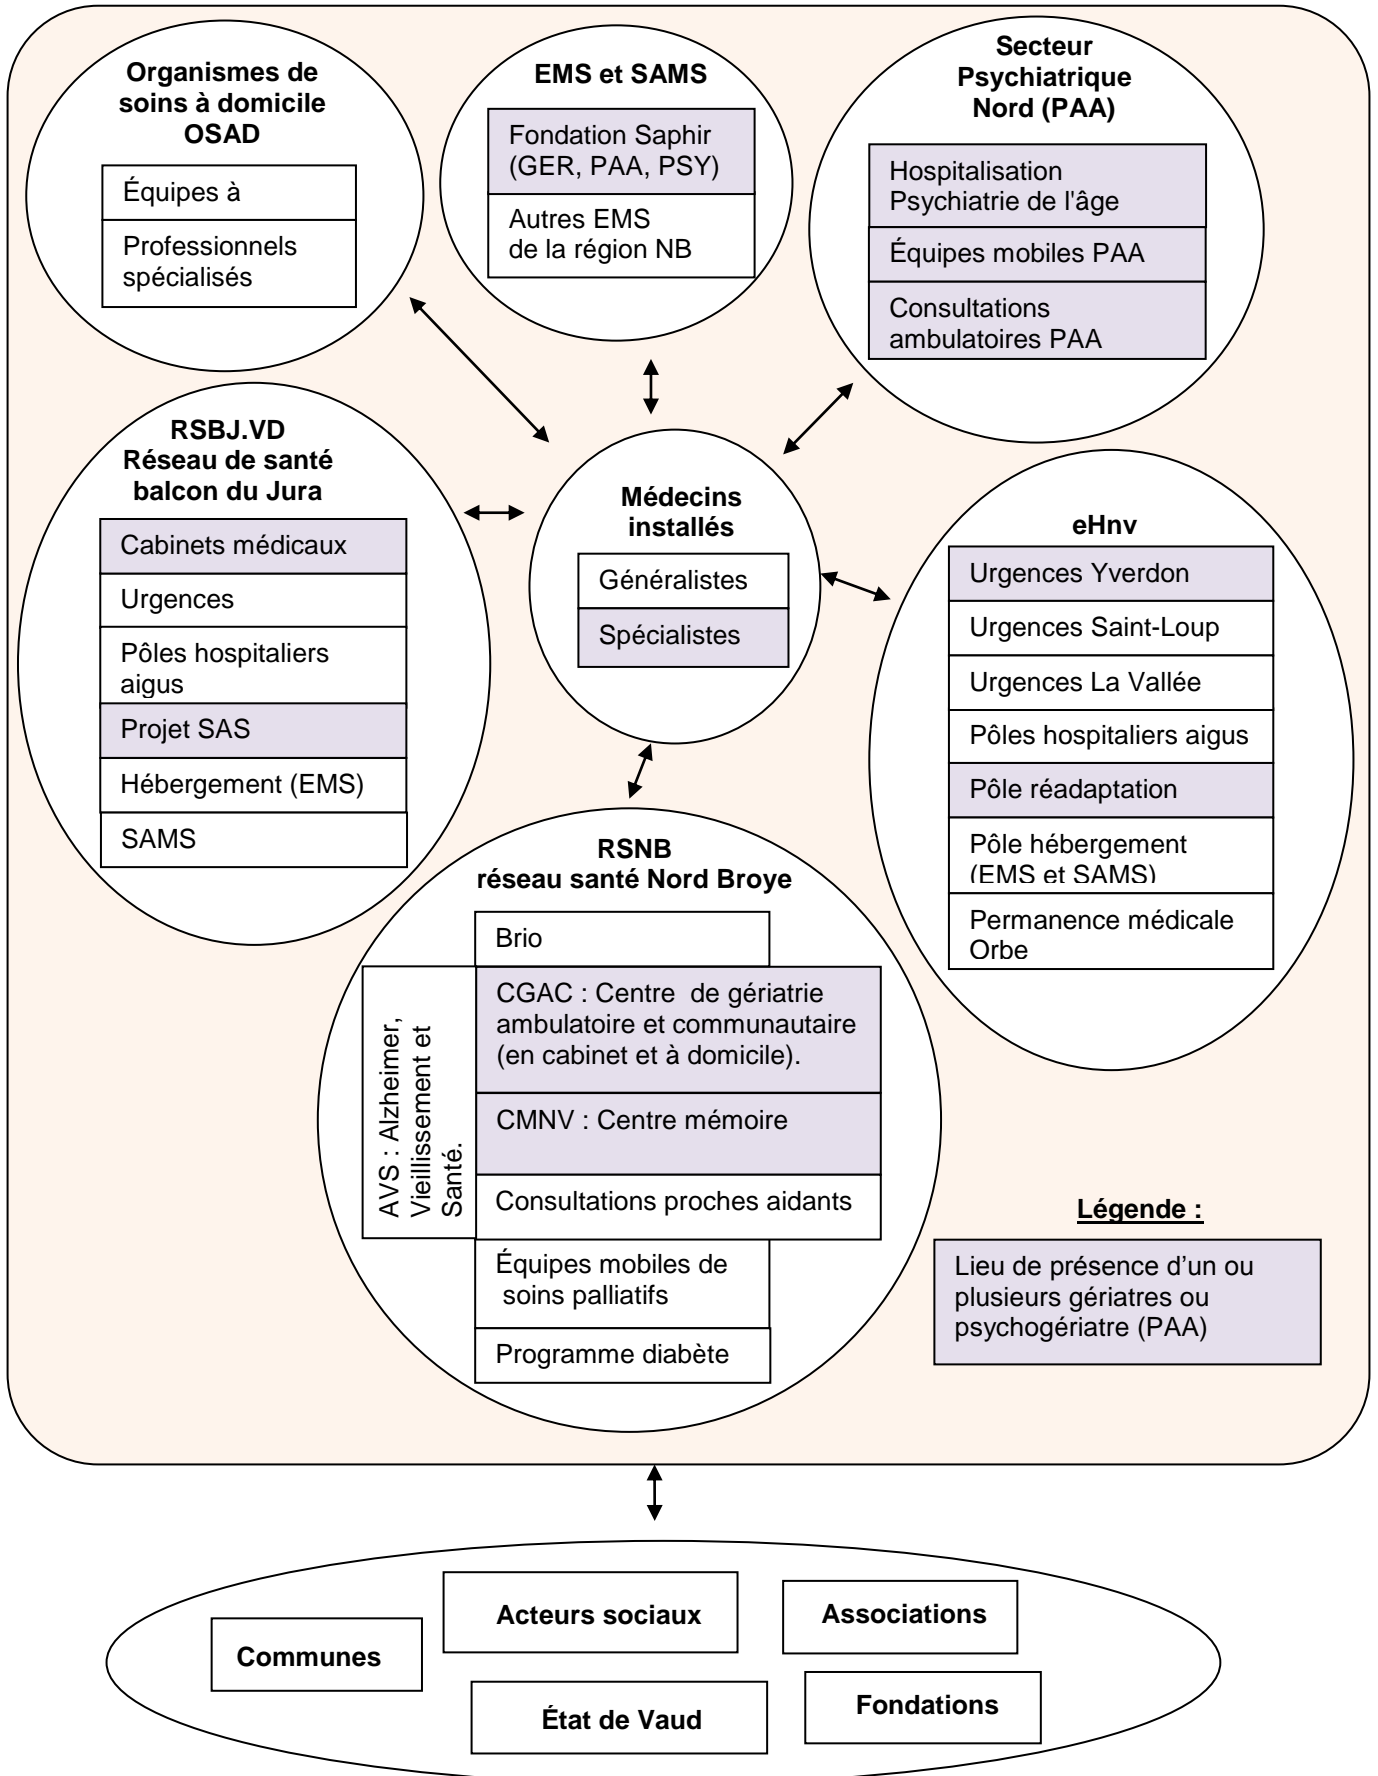 Organismes de
soins à domicile
OSAD
Équipes à
Professionnels
spécialisés
EMS et SAMS
Fondation Saphir
(GER, PAA, PSY)
Autres EMS
de la région NB
Secteur
Psychiatrique
Nord (PAA)
Hospitalisation
Psychiatrie de l'âge
Équipes mobiles PAA
Consultations
ambulatoires PAA
RSBJ.VD
Réseau de santé
balcon du Jura
Cabinets médicaux
Urgences
Pôles hospitaliers
aigus
Projet SAS
Hébergement (EMS)
SAMS
Médecins
installés
Généralistes
Spécialistes
eHnv
Urgences Yverdon
Urgences Saint-Loup
Urgences La Vallée
Pôles hospitaliers aigus
Pôle réadaptation
Pôle hébergement
(EMS et SAMS)
Permanence médicale
Orbe
RSNB
réseau santé Nord Broye
Brio
AVS : Alzheimer,
Vieillissement et
Santé.
CGAC : Centre de gériatrie
ambulatoire et communautaire
(en cabinet et à domicile).
CMNV : Centre mémoire
Consultations proches aidants
Équipes mobiles de
soins palliatifs
Programme diabète
Légende :
Lieu de présence d’un ou
plusieurs gériatres ou
psychogériatre (PAA)
Communes
Acteurs sociaux
Associations
État de Vaud
Fondations